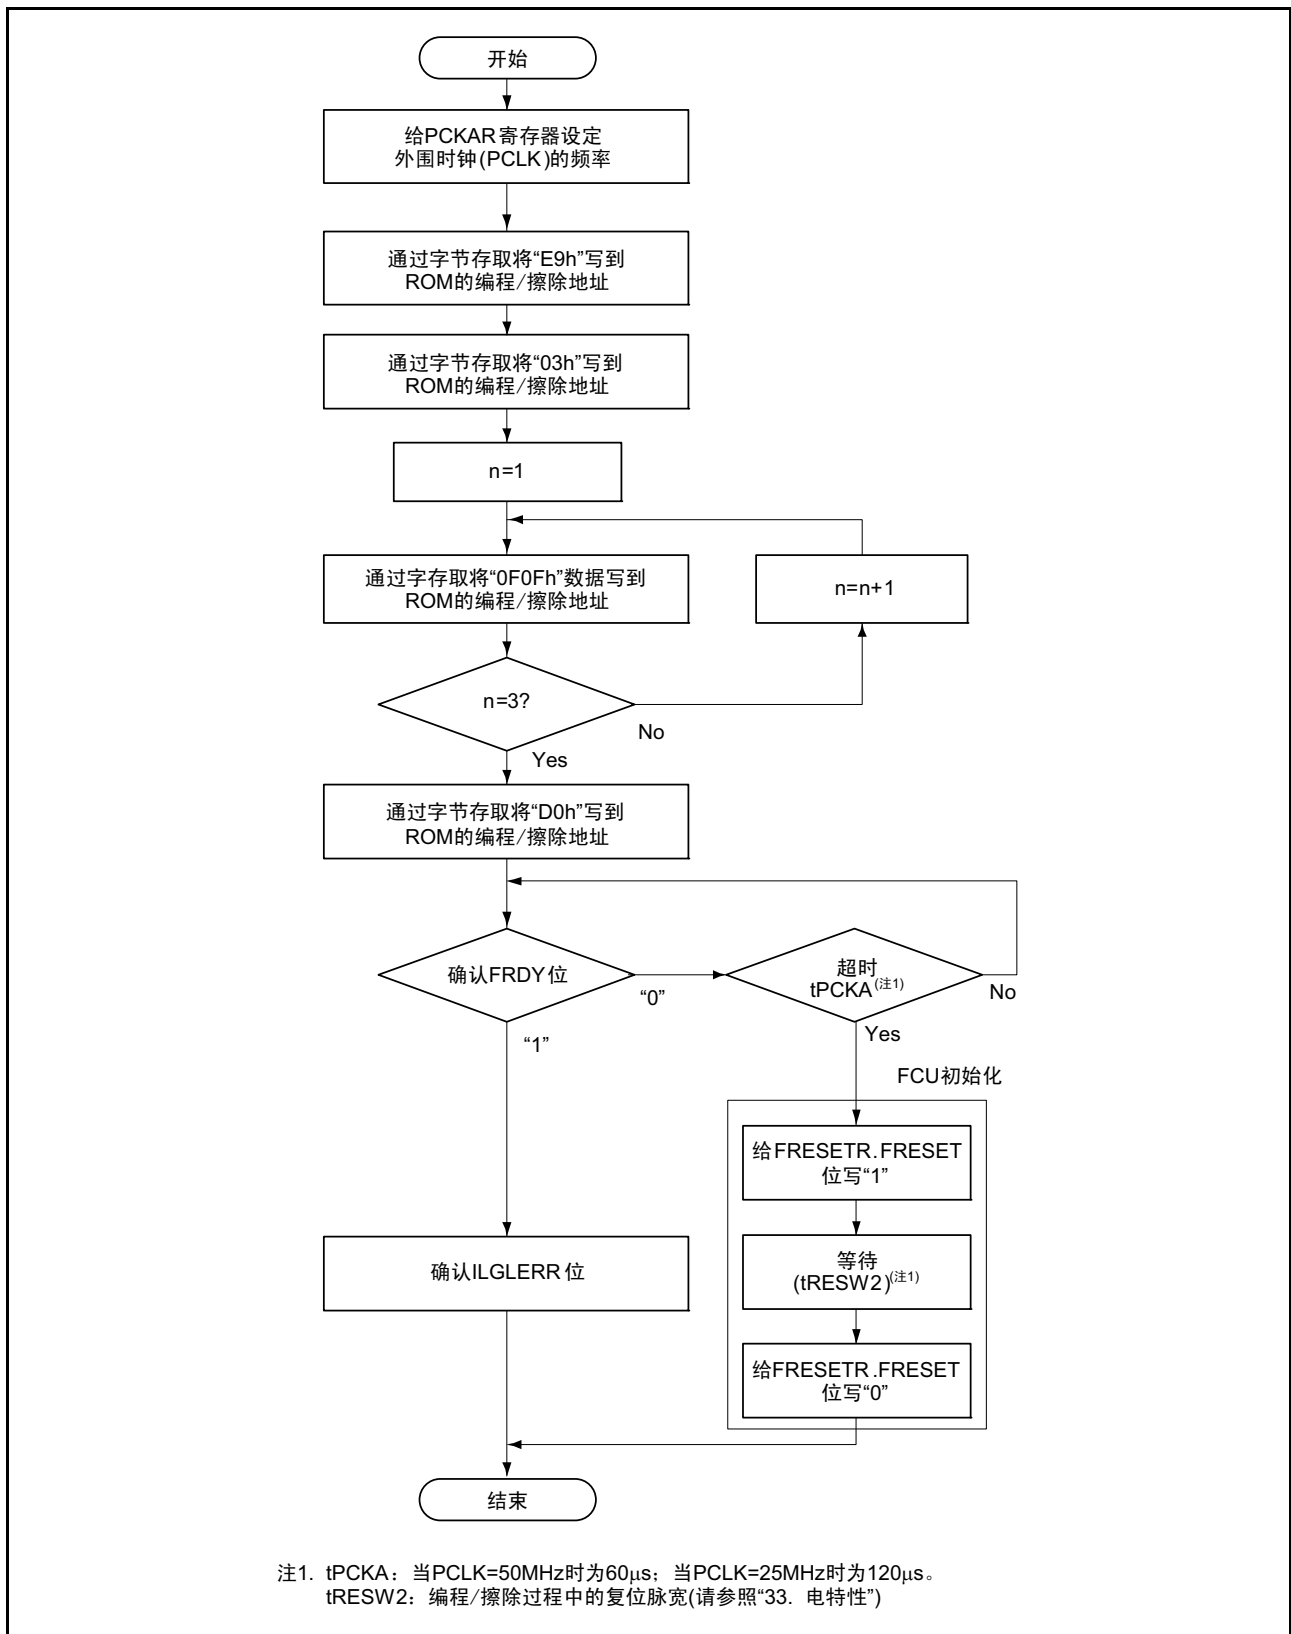 开始
给PCKAR寄存器设定
外围时钟(PCLK)的频率
通过字节存取将“E9h”写到
ROM的编程/擦除地址
通过字节存取将“03h”写到
ROM的编程/擦除地址
n=1
通过字存取将“0F0Fh”数据写到
ROM的编程/擦除地址
n=n+1
n=3?
No
Yes
通过字节存取将“D0h”写到
ROM的编程/擦除地址
确认FRDY位
“0”
超时
tPCKA(注1)
No
“1”
Yes
FCU初始化
给FRESETR.FRESET
位写“1”
确认ILGLERR位
等待
(tRESW2)(注1)
给FRESETR.FRESET
位写“0”
结束
注1. tPCKA：当PCLK=50MHz时为60μs；当PCLK=25MHz时为120μs。
tRESW2：编程/擦除过程中的复位脉宽(请参照“33. 电特性”)